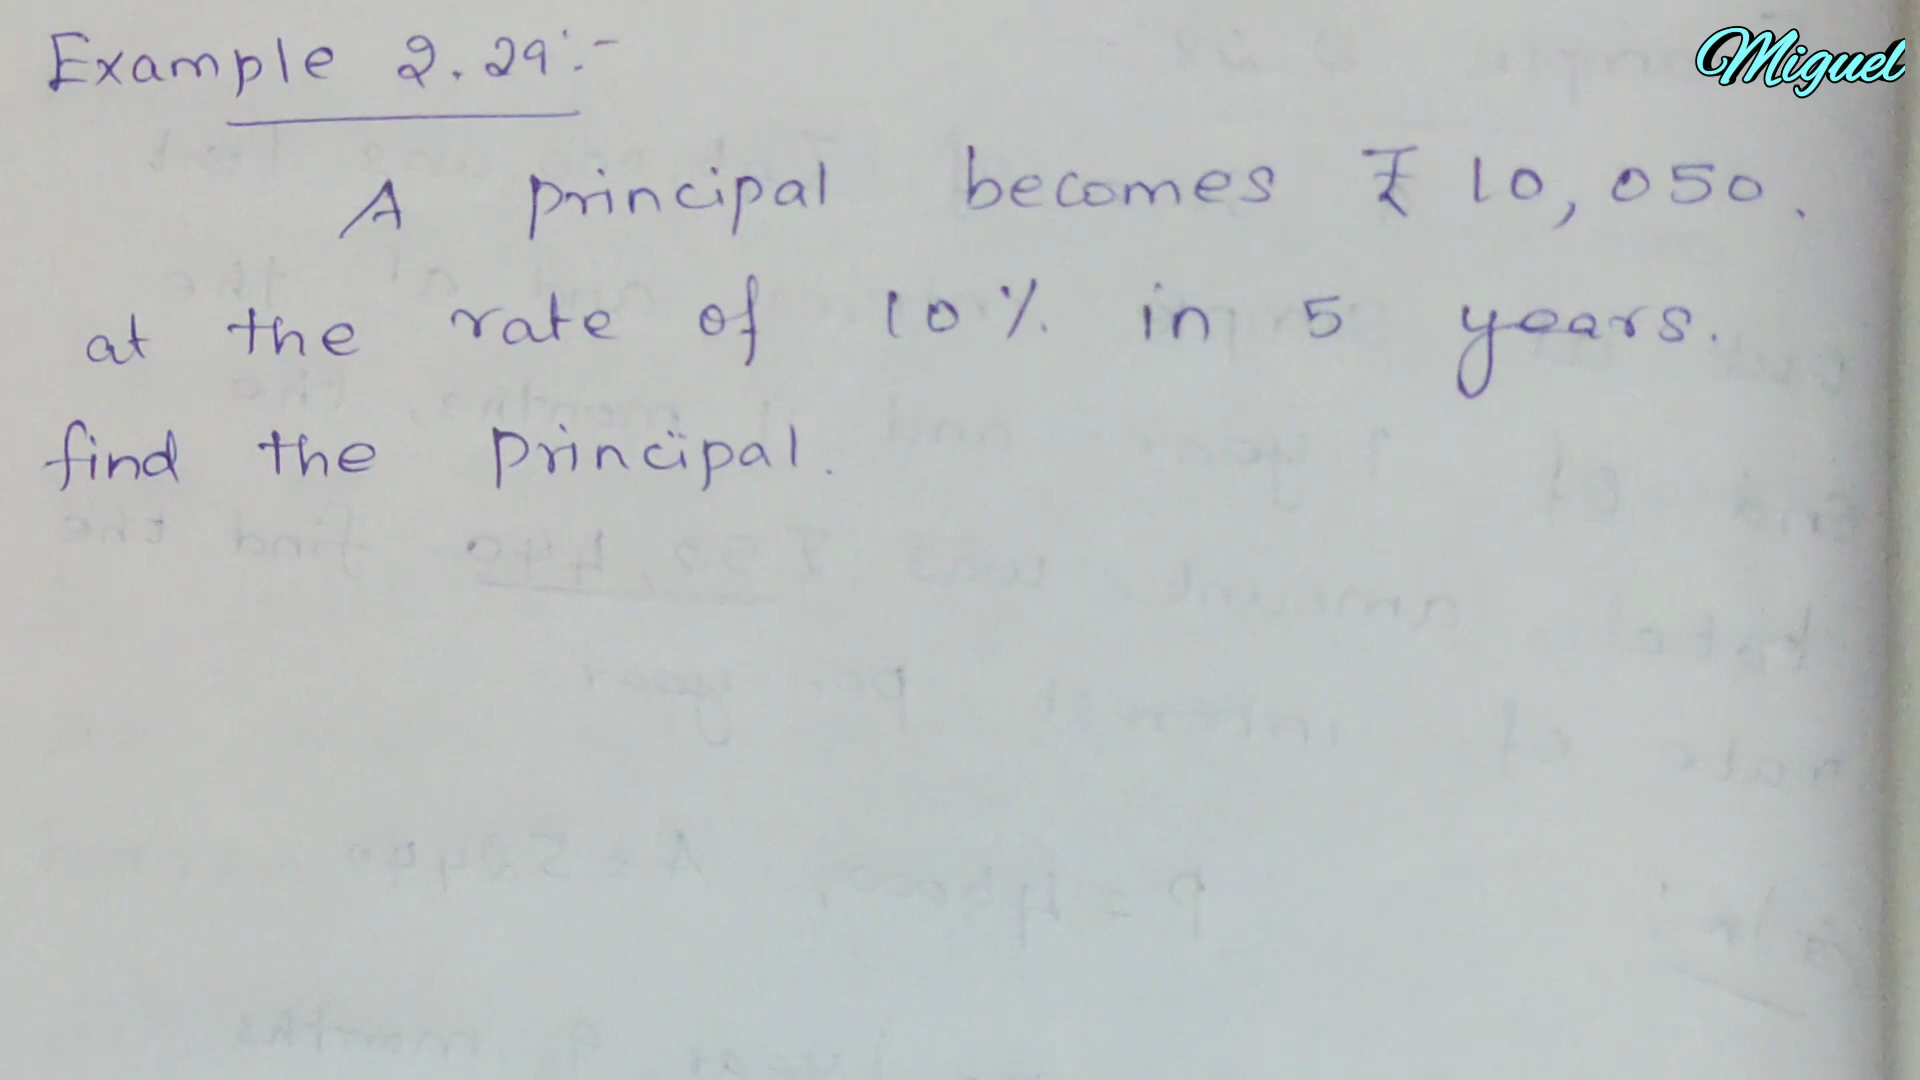 Example 2.29:-
Miguel
A principal becomes ₹ 10,050.
at the rate of 10% in 5 years.
find the principal.